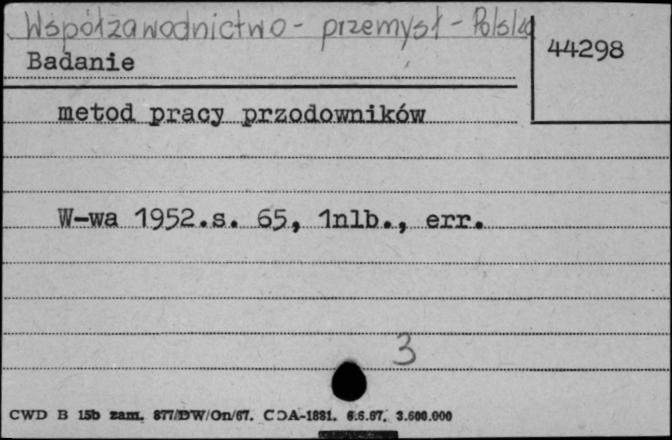 Współzawodnictwo - przemysł - Polska
44298
Badanie
metod pracy przodowników
W-wa 1952.s. 65, 1nlb., err.
3
CWD B 15b zam. 877/DW/On/67. CDA-1881. 6.6.67. 3.600.000